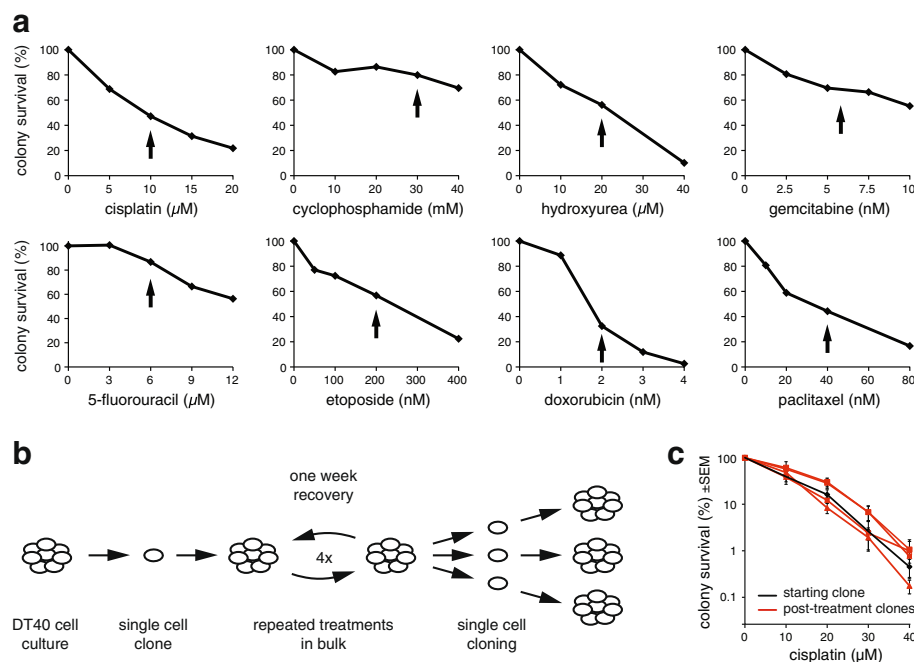 a
colony survival (%)
100
80
60
40
20
0
0 5 10 15 20
cisplatin (µM)
100
80
60
40
20
0
0 10 20 30 40
cyclophosphamide (mM)
100
80
60
40
20
0
0 10 20 30 40
hydroxyurea (µM)
100
80
60
40
20
0
0 2.5 5 7.5 10
gemcitabine (nM)
colony survival (%)
100
80
60
40
20
0
0 3 6 9 12
5-fluorouracil (µM)
100
80
60
40
20
0
0 100 200 300 400
etoposide (nM)
100
80
60
40
20
0
0 1 2 3 4
doxorubicin (nM)
100
80
60
40
20
0
0 20 40 60 80
paclitaxel (nM)
b
one week
recovery
4x
DT40 cell
culture
single cell
clone
repeated treatments
in bulk
single cell
cloning
c
colony survival (%) ±SEM
100
10
1
0.1
starting clone
post-treatment clones
0 10 20 30 40
cisplatin (µM)